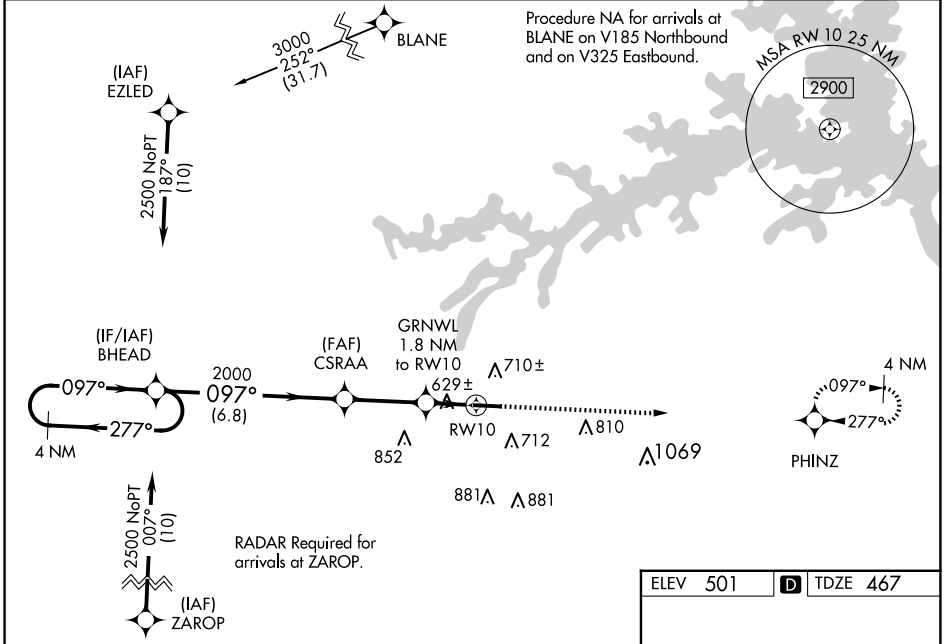 BLANE
3000
252°
(31.7)
Procedure NA for arrivals at
BLANE on V185 Northbound
and on V325 Eastbound.
MSA RW 10 25 NM
2900
(IAF)
EZLED
2500 NoPT
187°
(10)
(IF/IAF)
BHEAD
097°
277°
4 NM
2000
097°
(6.8)
(FAF)
CSRAA
GRNWL
1.8 NM
to RW10
629±
710±
RW10
852
712
810
1069
881
881
4 NM
097°
277°
PHINZ
2500 NoPT
007°
(10)
(IAF)
ZAROP
RADAR Required for
arrivals at ZAROP.
ELEV 501 D TDZE 467